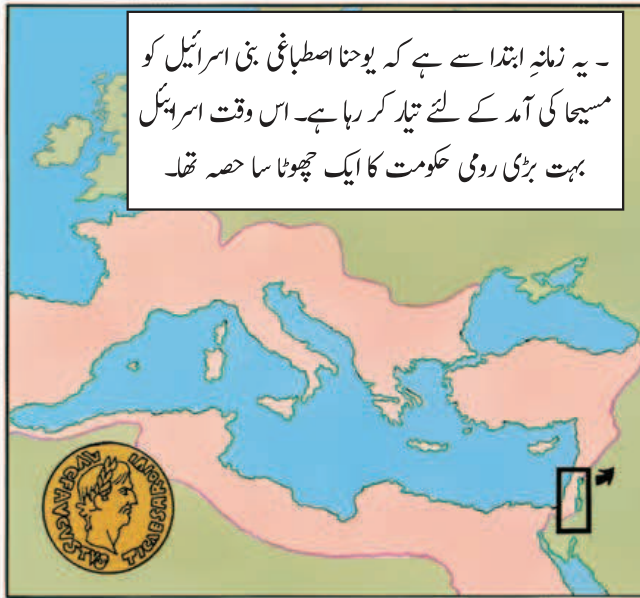 ۔ یہ زمانہِ ابتدا سے ہے کہ یوحنا اصطباغی بنی اسرائیل کو
مسیحا کی آمد کے لئے تیار کر رہا ہے۔ اس وقت اسرایئل
بہت بڑی رومی حکومت کا ایک چھوٹا سا حصہ تھا۔